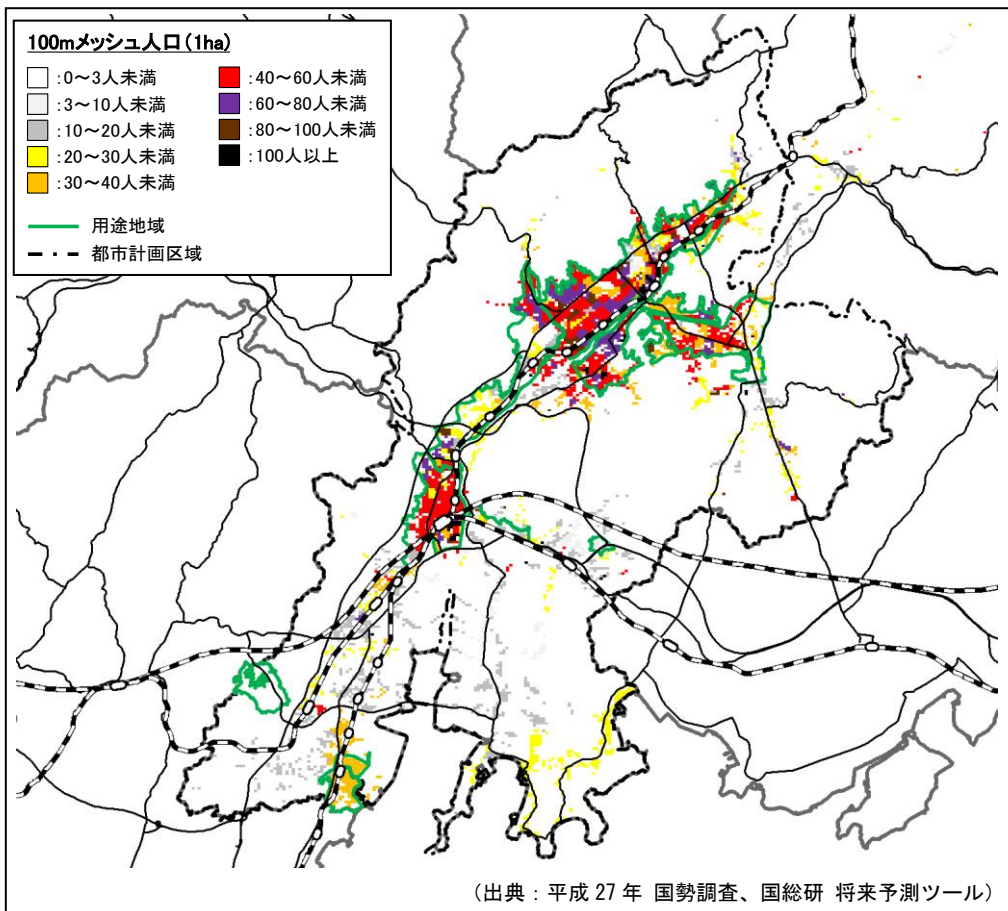 100mメッシュ人口(1ha)
:0～3人未満
:3～10人未満
:10～20人未満
:20～30人未満
:30～40人未満
:40～60人未満
:60～80人未満
:80～100人未満
:100人以上
用途地域
都市計画区域
(出典:平成27年 国勢調査、国総研 将来予測ツール)